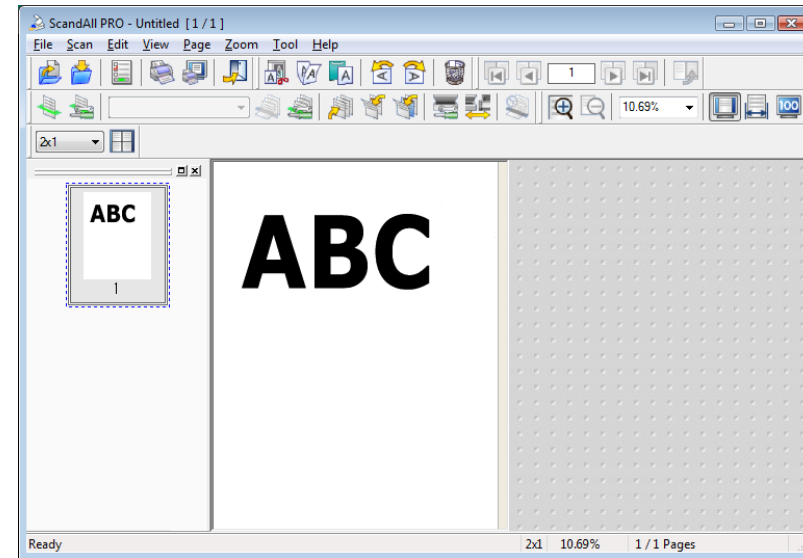 ScandAll PRO - Untitled [ 1 / 1 ]
File Scan Edit View Page Zoom Tool Help
1
10.69%
100
2x1
ABC
1
ABC
Ready
2x1 10.69% 1 / 1 Pages